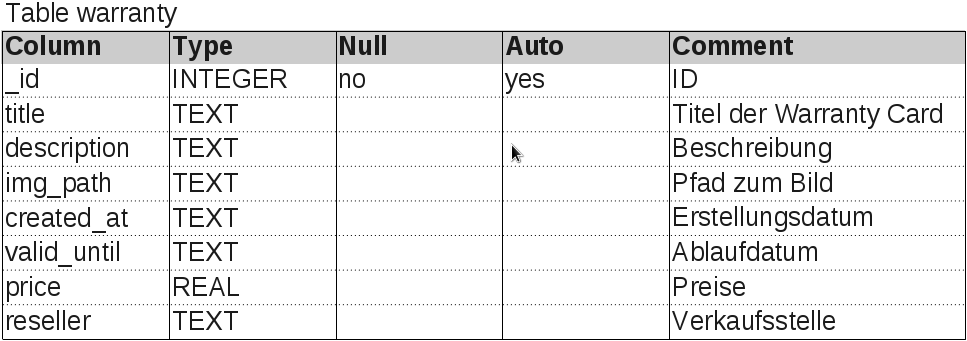 Table warranty
Column Type Null Auto Comment
_id INTEGER no yes ID
title TEXT Titel der Warranty Card
description TEXT Beschreibung
img_path TEXT Pfad zum Bild
created_at TEXT Erstellungsdatum
valid_until TEXT Ablaufdatum
price REAL Preise
reseller TEXT Verkaufsstelle